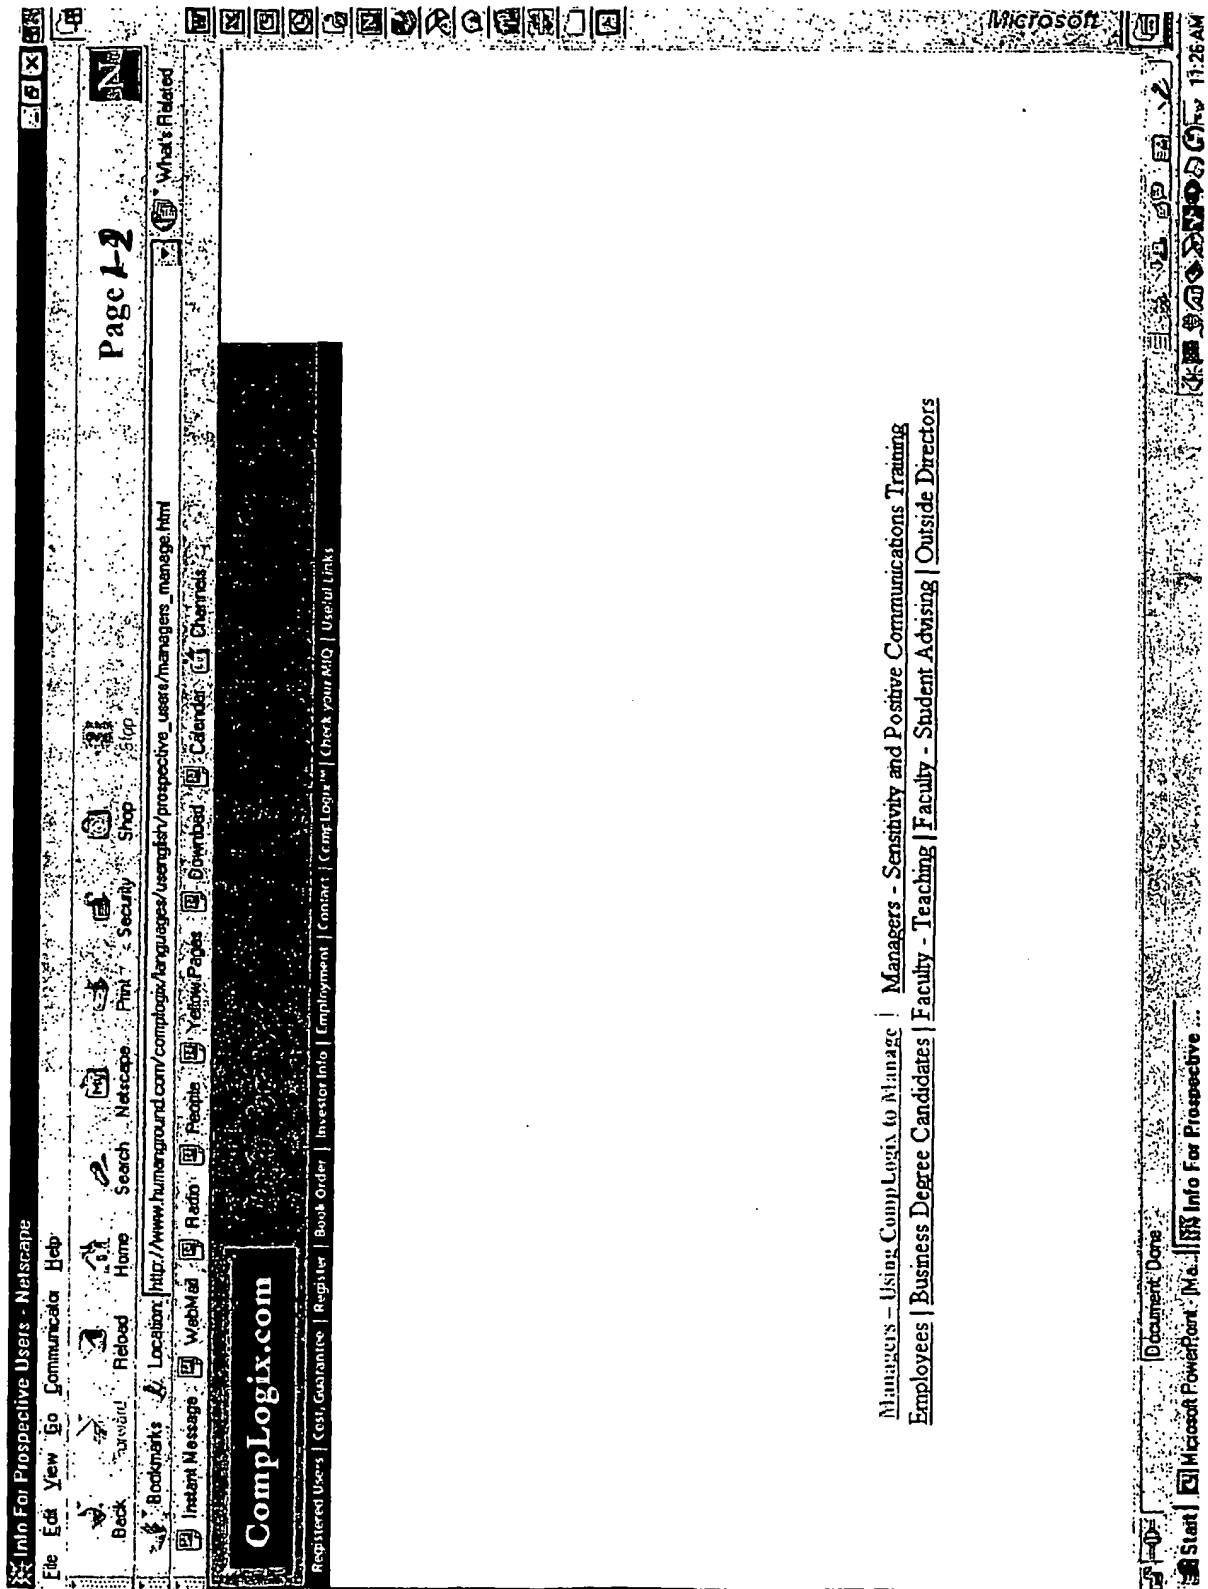 Info For Prospective Users - Netscape
File Edit View Go Communicator Help
Back Forward Reload Home Search Netscape Print Security Shop Stop
Page 1-2
Bookmarks Location: http://www.humanground.com/complogix/languages/usenglish/prospective_users/managers_manage.html What's Related
Instant Message WebMail Radio People Yellow Pages Download Calendar Channels
CompLogix.com
Registered Users | Cost, Guarantee | Register | Book Order | Investor Info | Employment | Contact | CompLogix™ | Check your MIQ | Useful Links
Managers – Using CompLogix to Manage | Managers - Sensitivity and Positive Communications Training
Employees | Business Degree Candidates | Faculty - Teaching | Faculty - Student Advising | Outside Directors
Document: Done
Start Microsoft PowerPoint - [Ma... Info For Prospective ... 11:26 AM
Microsoft